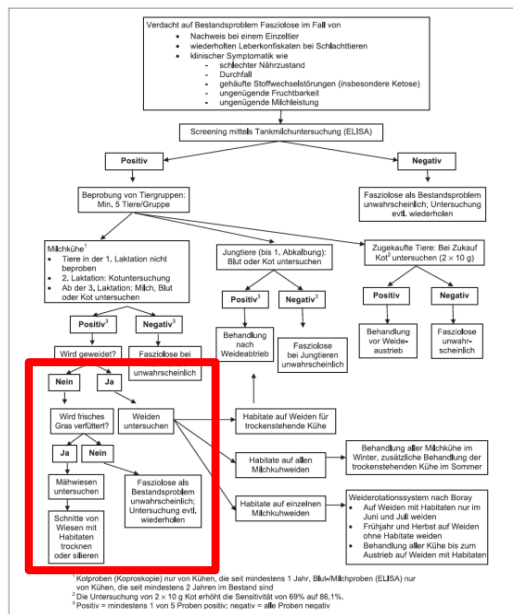 Verdacht auf Bestandsproblem Fasziolose im Fall von
• Nachweis bei einem Einzeltier
• wiederholten Leberkonfiskaten bei Schlachttieren
• klinischer Symptomatik wie
- schlechter Nährzustand
- Durchfall
- gehäufte Stoffwechselstörungen (insbesondere Ketose)
- ungenügende Fruchtbarkeit
- ungenügende Milchleistung
Screening mittels Tankmilchuntersuchung (ELISA)
Positiv
Negativ
Beprobung von Tiergruppen:
Min. 5 Tiere/Gruppe
Fasziolose als Bestandsproblem
unwahrscheinlich; Untersuchung
evtl. wiederholen
Milchkühe1
• Tiere in der 1. Laktation nicht
beproben
• 2. Laktation: Kotuntersuchung
• Ab der 3. Laktation: Milch, Blut
oder Kot untersuchen
Jungtiere (bis 1. Abkalbung):
Blut oder Kot untersuchen
Zugekaufte Tiere: Bei Zukauf
Kot2 untersuchen (2 × 10 g)
Positiv3
Negativ3
Positiv3
Negativ3
Positiv
Negativ
Wird geweidet?
Fasziolose bei
unwahrscheinlich
Behandlung
nach
Weideabtrieb
Fasziolose
bei Jungtieren
unwahrscheinlich
Behandlung
vor Weide-
austrieb
Fasziolose
unwahr-
scheinlich
Nein
Ja
Wird frisches
Gras verfüttert?
Weiden
untersuchen
Habitate auf Weiden für
trockenstehende Kühe
Ja
Nein
Mähwiesen
untersuchen
Fasziolose als
Bestandsproblem
unwahrscheinlich;
Untersuchung evtl.
wiederholen
Schnitte von
Wiesen mit
Habitaten
trocknen
oder silieren
Habitate auf allen
Milchkuhweiden
Behandlung aller Milchkühe im
Winter, zusätzliche Behandlung der
trockenstehenden Kühe im Sommer
Habitate auf einzelnen
Milchkuhweiden
Weiderotationssystem nach Boray
• Auf Weiden mit Habitaten nur im
Juni und Juli weiden
• Frühjahr und Herbst auf Weiden
ohne Habitate weiden
• Behandlung aller Kühe bis zum
Austrieb auf Weiden mit Habitaten
1 Kotproben (Koproskopie) nur von Kühen, die seit mindestens 1 Jahr, Blut-/Milchproben (ELISA) nur
von Kühen, die seit mindestens 2 Jahren im Bestand sind
2 Die Untersuchung von 2 × 10 g Kot erhöht die Sensitivität von 69% auf 86,1%.
3 Positiv = mindestens 1 von 5 Proben positiv; negativ = alle Proben negativ